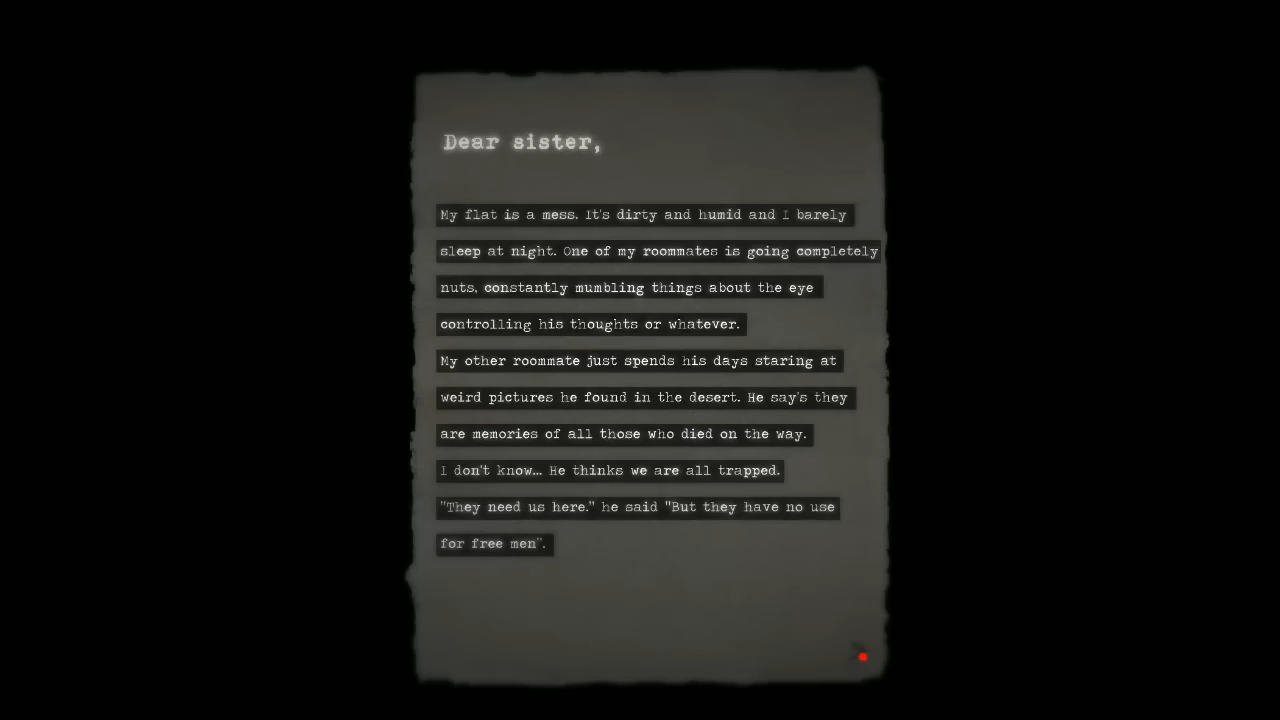 Dear sister,
My flat is a mess. It's dirty and humid and I barely
sleep at night. One of my roommates is going completely
nuts, constantly mumbling things about the eye
controlling his thoughts or whatever.
My other roommate just spends his days staring at
weird pictures he found in the desert. He say's they
are memories of all those who died on the way.
I don't know... He thinks we are all trapped.
"They need us here." he said "But they have no use
for free men".